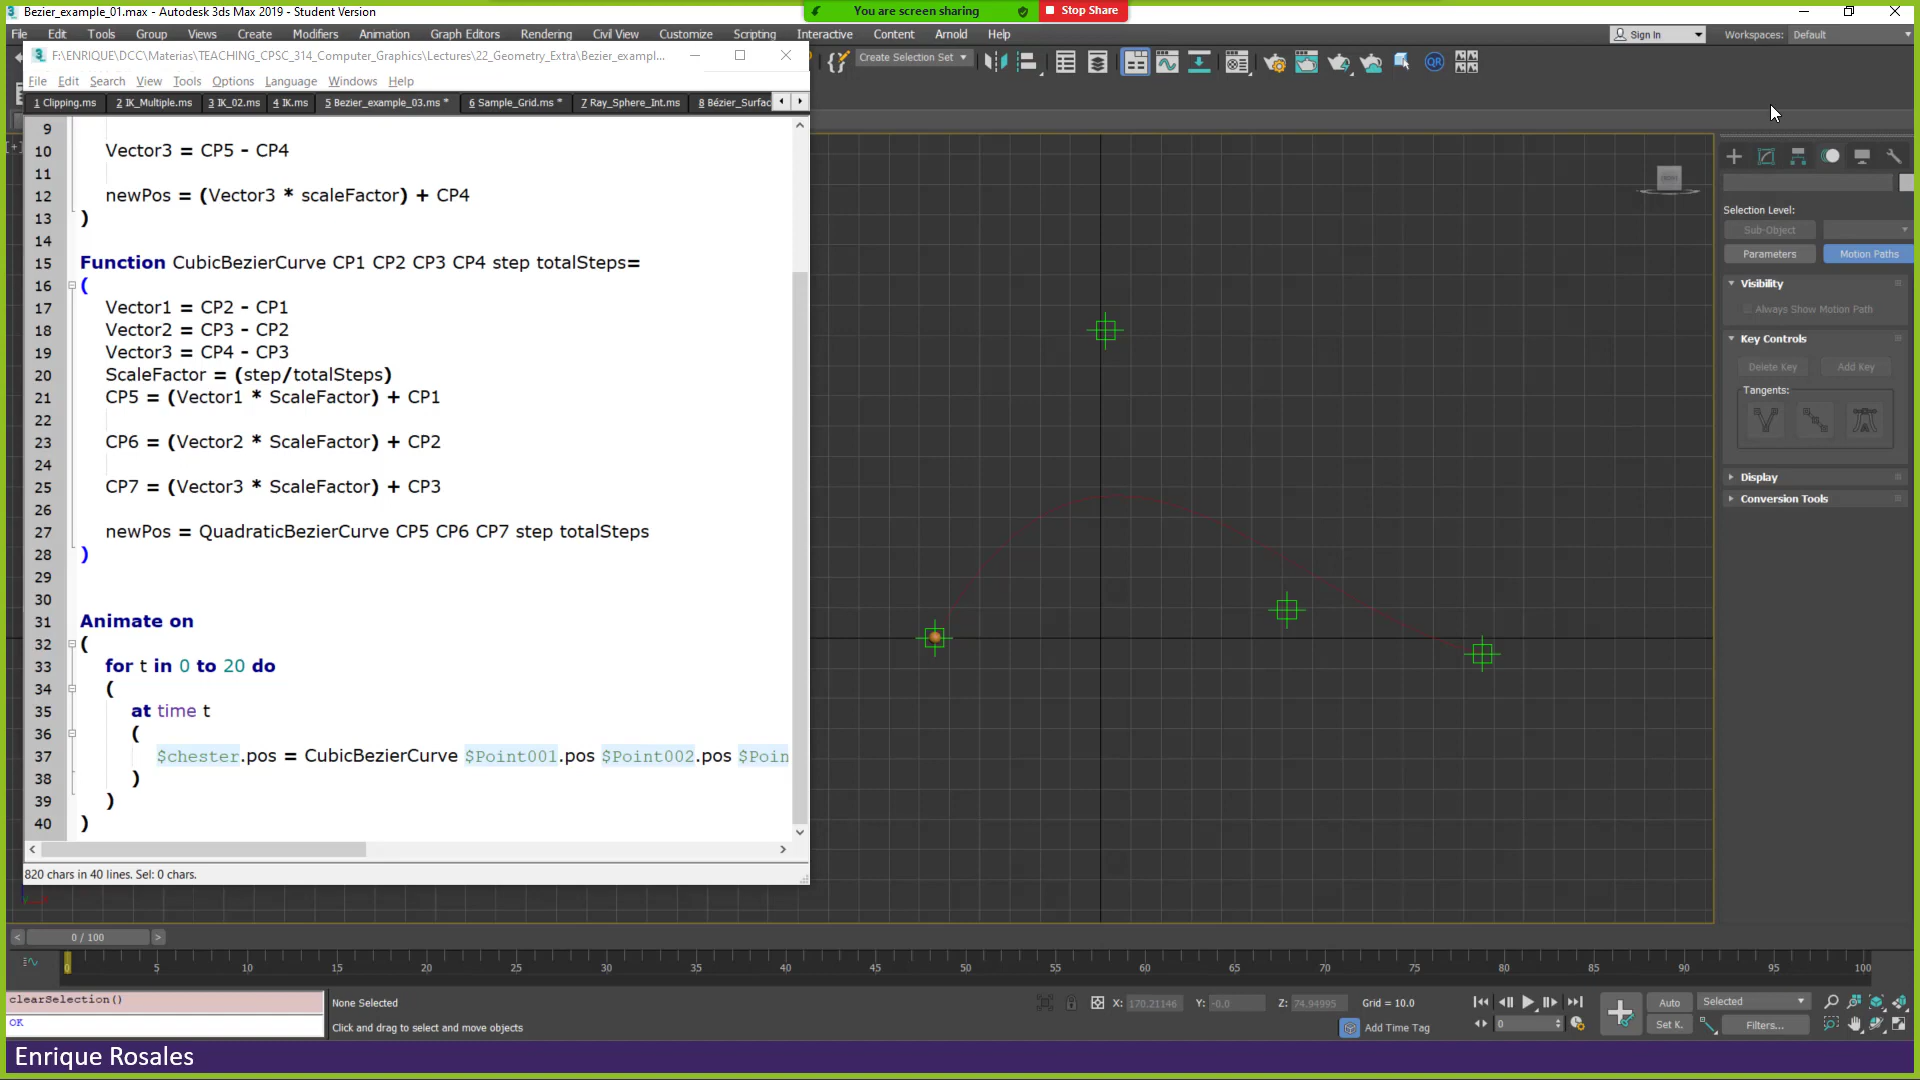 Bezier_example_01.max - Autodesk 3ds Max 2019 - Student Version
You are screen sharing
Stop Share
File Edit Tools Group Views Create Modifiers Animation Graph Editors Rendering Civil View Customize Scripting Interactive Content Arnold Help
Sign In
Workspaces: Default
F:\ENRIQUE\DCC\Materias\TEACHING_CPSC_314_Computer_Graphics\Lectures\22_Geometry_Extra\Bezier_exampl...
Create Selection Set
File Edit Search View Tools Options Language Windows Help
1 Clipping.ms 2 IK_Multiple.ms 3 IK_02.ms 4 IK.ms 5 Bezier_example_03.ms * 6 Sample_Grid.ms * 7 Ray_Sphere_Int.ms 8 Bézier_Surfac
9
10 Vector3 = CP5 - CP4
11
12 newPos = (Vector3 * scaleFactor) + CP4
13 )
14
15 Function CubicBezierCurve CP1 CP2 CP3 CP4 step totalSteps=
16 (
17 Vector1 = CP2 - CP1
18 Vector2 = CP3 - CP2
19 Vector3 = CP4 - CP3
20 ScaleFactor = (step/totalSteps)
21 CP5 = (Vector1 * ScaleFactor) + CP1
22
23 CP6 = (Vector2 * ScaleFactor) + CP2
24
25 CP7 = (Vector3 * ScaleFactor) + CP3
26
27 newPos = QuadraticBezierCurve CP5 CP6 CP7 step totalSteps
28 )
29
30
31 Animate on
32 (
33 for t in 0 to 20 do
34 (
35 at time t
36 (
37 $chester.pos = CubicBezierCurve $Point001.pos $Point002.pos $Poin
38 )
39 )
40 )
820 chars in 40 lines. Sel: 0 chars.
Selection Level:
Sub-Object
Parameters
Motion Paths
Visibility
Always Show Motion Path
Key Controls
Delete Key Add Key
Tangents:
Display
Conversion Tools
< 0 / 100 >
0 5 10 15 20 25 30 35 40 45 50 55 60 65 70 75 80 85 90 95 100
clearSelection()
OK
None Selected
Click and drag to select and move objects
X: 170.21146 Y: -0.0 Z: 74.94995 Grid = 10.0
Add Time Tag
0
Auto Selected
Set K. Filters...
Enrique Rosales